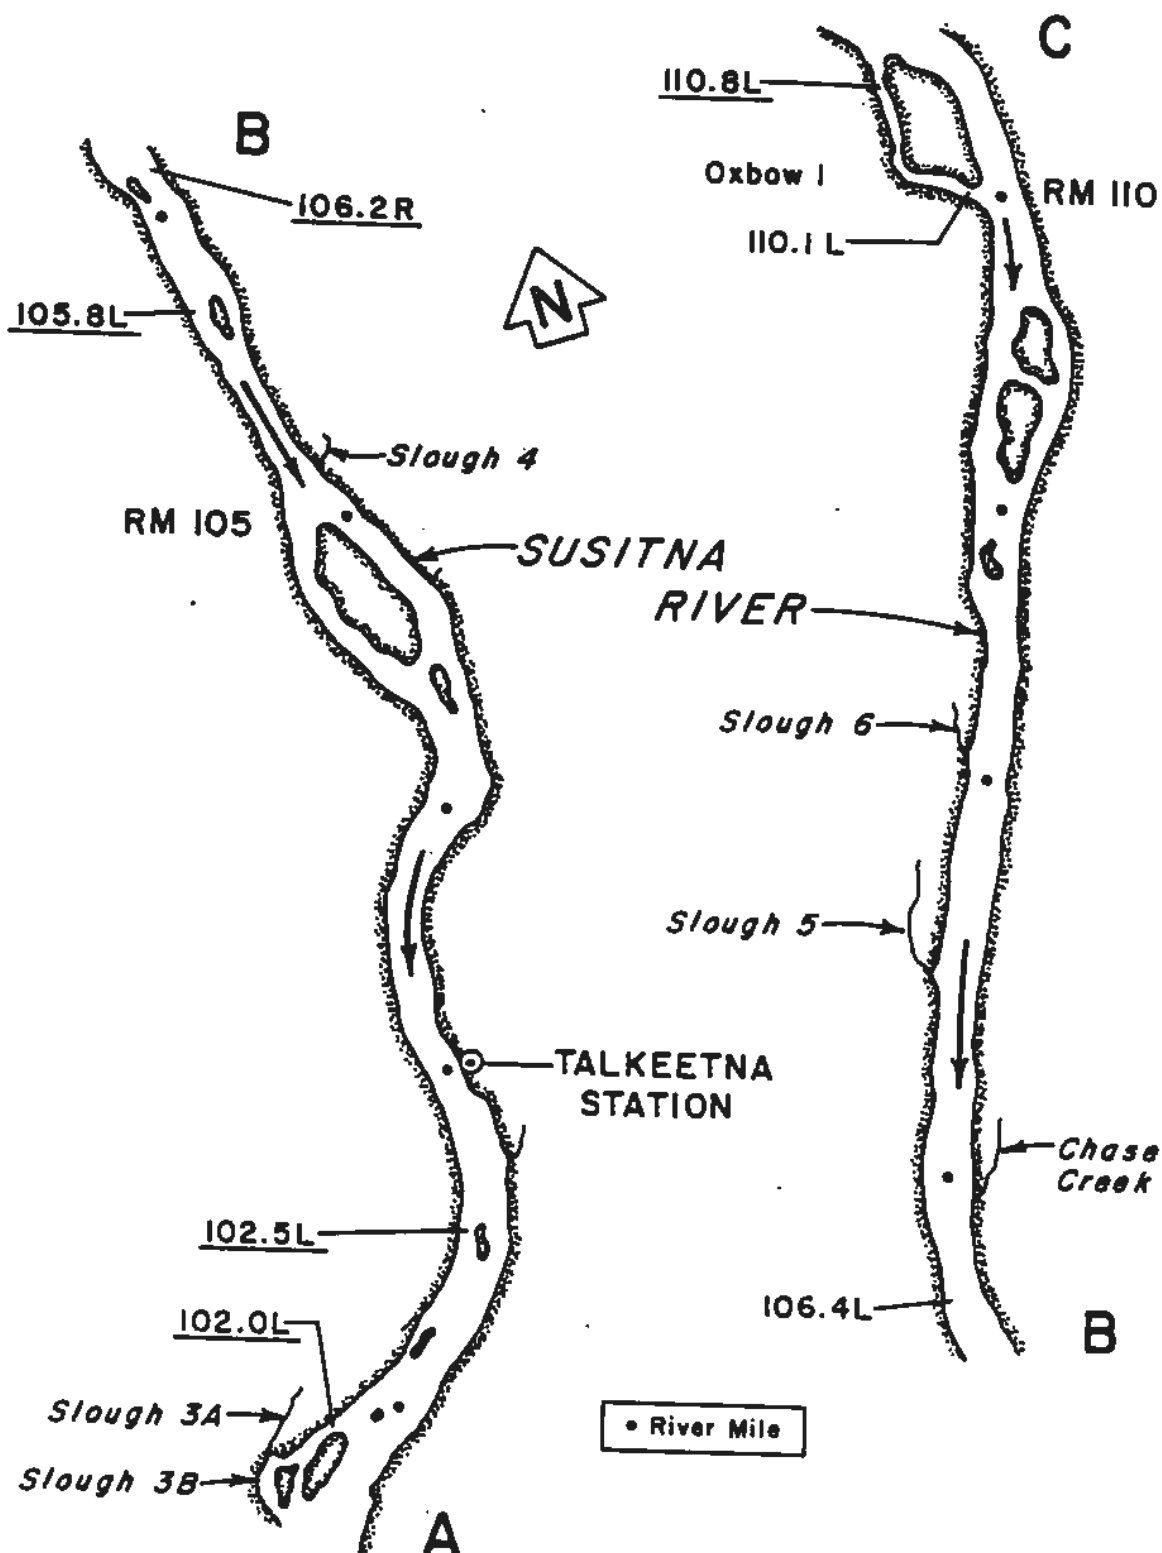 C
110.8L
B
Oxbow 1
RM 110
106.2R
110.1 L
N
105.8L
Slough 4
RM 105
SUSITNA
RIVER
Slough 6
Slough 5
TALKEETNA
STATION
Chase
Creek
102.5L
106.4L
102.0L
B
Slough 3A
River Mile
Slough 3B
A